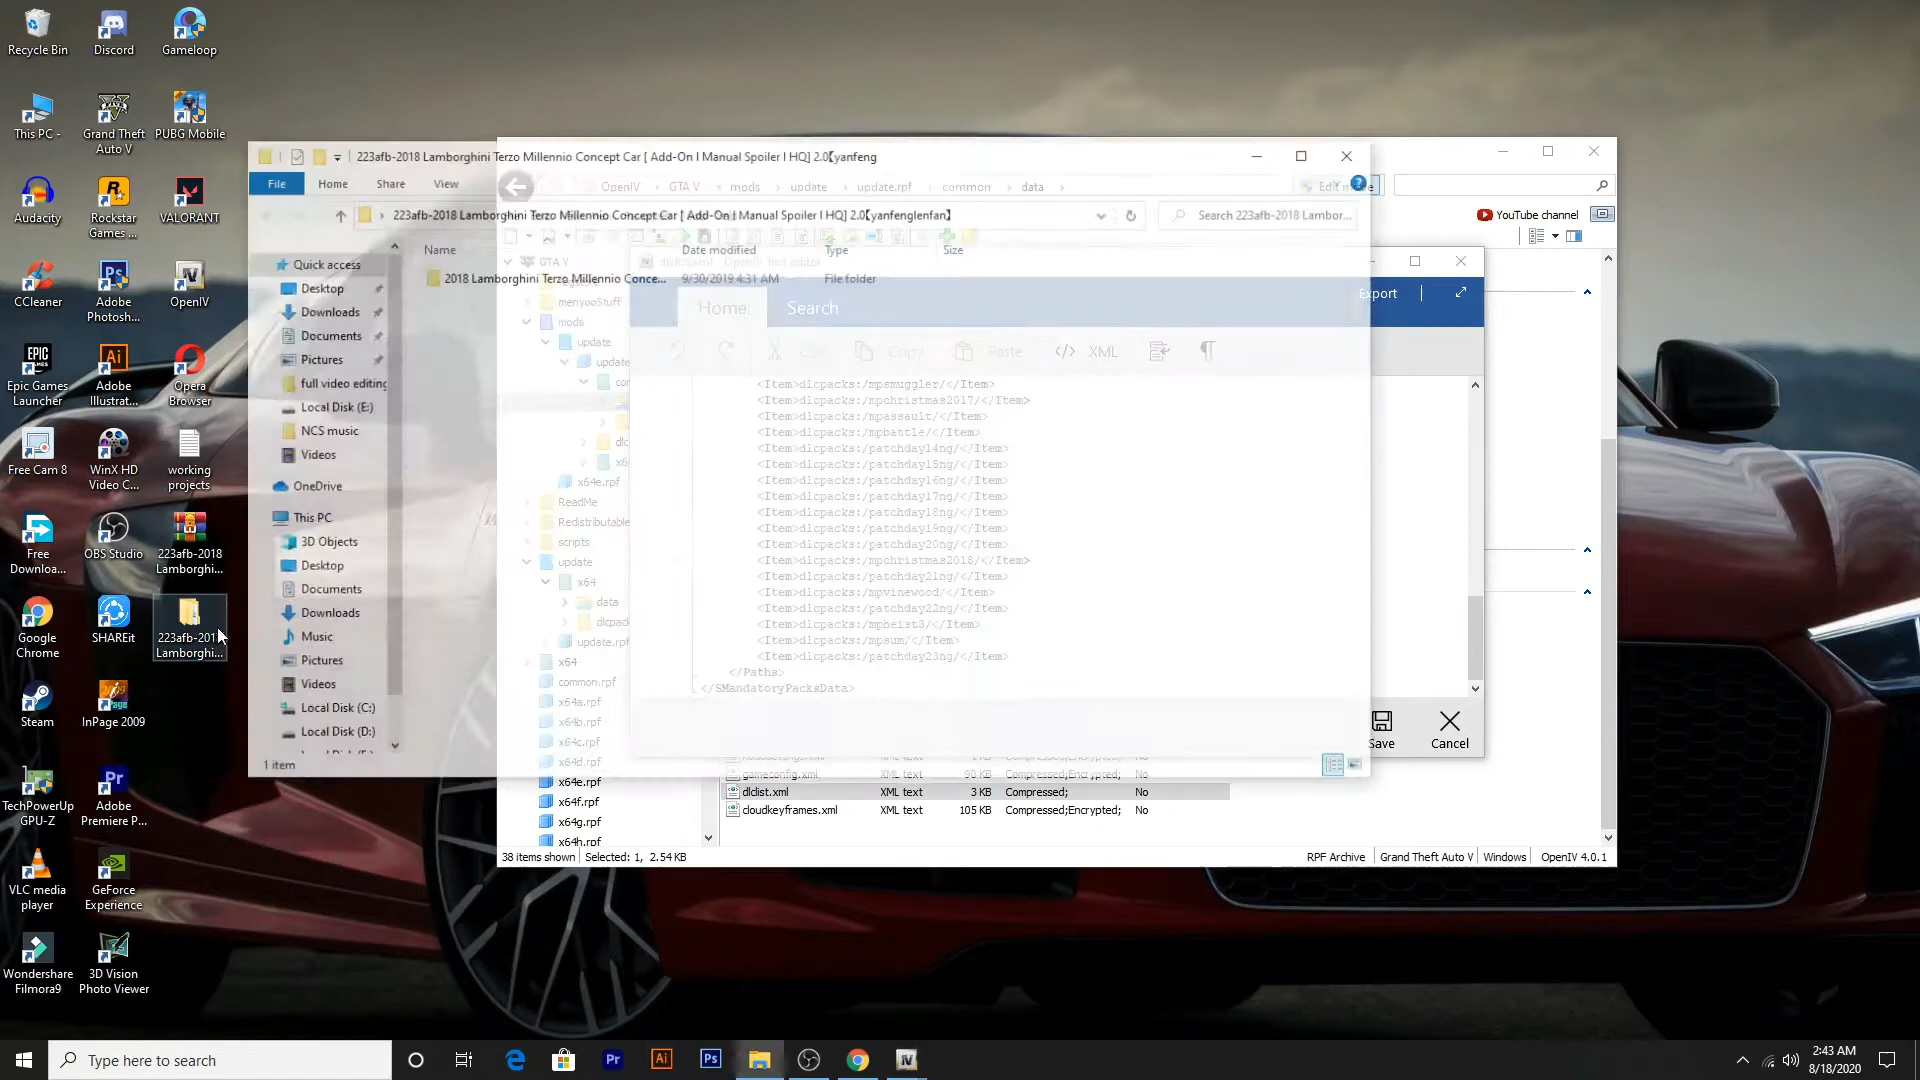 Recycle Bin
Discord
Gameloop
This PC -
Grand Theft
Auto V
PUBG Mobile
Audacity
Rockstar
Games ...
VALORANT
CCleaner
Adobe
Photosh...
OpenIV
Epic Games
Launcher
Adobe
Illustrat...
Opera
Browser
Free Cam 8
WinX HD
Video C...
working
projects
Free
Downloa...
OBS Studio
223afb-2018
Lamborghi...
Google
Chrome
SHAREit
223afb-201
Lamborghi...
Steam
InPage 2009
TechPowerUp
GPU-Z
Adobe
Premiere P...
VLC media
player
GeForce
Experience
Wondershare
Filmora9
3D Vision
Photo Viewer
223afb-2018 Lamborghini Terzo Millennio Concept Car [ Add-On l Manual Spoiler l HQ] 2.0【yanfeng
File
Home
Share
View
223afb-2018 Lamborghini Terzo Millennio Concept Car [ Add-On l Manual Spoiler l HQ] 2.0【yanfenglenfan】
Search 223afb-2018 Lambor...
Name
Date modified
Type
Size
2018 Lamborghini Terzo Millennio Conce...
9/30/2019 4:31 AM
File folder
Quick access
Desktop
Downloads
Documents
Pictures
full video editing
Local Disk (E:)
NCS music
Videos
OneDrive
This PC
3D Objects
Desktop
Documents
Downloads
Music
Pictures
Videos
Local Disk (C:)
Local Disk (D:)
1 item
OpenIV
GTA V
mods
update
update.rpf
common
data
Edit mode
YouTube channel
GTA V
menyooStuff
mods
update
x64e.rpf
ReadMe
Redistributable
scripts
update
x64
data
dlcpack
update.rpf
x64
common.rpf
x64a.rpf
x64b.rpf
x64c.rpf
x64d.rpf
x64e.rpf
x64f.rpf
x64g.rpf
x64h.rpf
Export
Home
Search
Copy
Paste
XML
<Item>dlcpacks:/mpsmuggler/</Item>
<Item>dlcpacks:/mpchristmas2017/</Item>
<Item>dlcpacks:/mpassault/</Item>
<Item>dlcpacks:/mpbattle/</Item>
<Item>dlcpacks:/patchday14ng/</Item>
<Item>dlcpacks:/patchday15ng/</Item>
<Item>dlcpacks:/patchday16ng/</Item>
<Item>dlcpacks:/patchday17ng/</Item>
<Item>dlcpacks:/patchday18ng/</Item>
<Item>dlcpacks:/patchday19ng/</Item>
<Item>dlcpacks:/patchday20ng/</Item>
<Item>dlcpacks:/mpchristmas2018/</Item>
<Item>dlcpacks:/patchday21ng/</Item>
<Item>dlcpacks:/mpvinewood/</Item>
<Item>dlcpacks:/patchday22ng/</Item>
<Item>dlcpacks:/mpheist3/</Item>
<Item>dlcpacks:/mpsum/</Item>
<Item>dlcpacks:/patchday23ng/</Item>
</Paths>
</SMandatoryPacksData>
Save
Cancel
gameconfig.xml
XML text
90 KB
Compressed;Encrypted;
No
dlclist.xml
XML text
3 KB
Compressed;
No
cloudkeyframes.xml
XML text
105 KB
Compressed;Encrypted;
No
38 items shown
Selected: 1, 2.54 KB
RPF Archive
Grand Theft Auto V
Windows
OpenIV 4.0.1
Type here to search
2:43 AM
8/18/2020